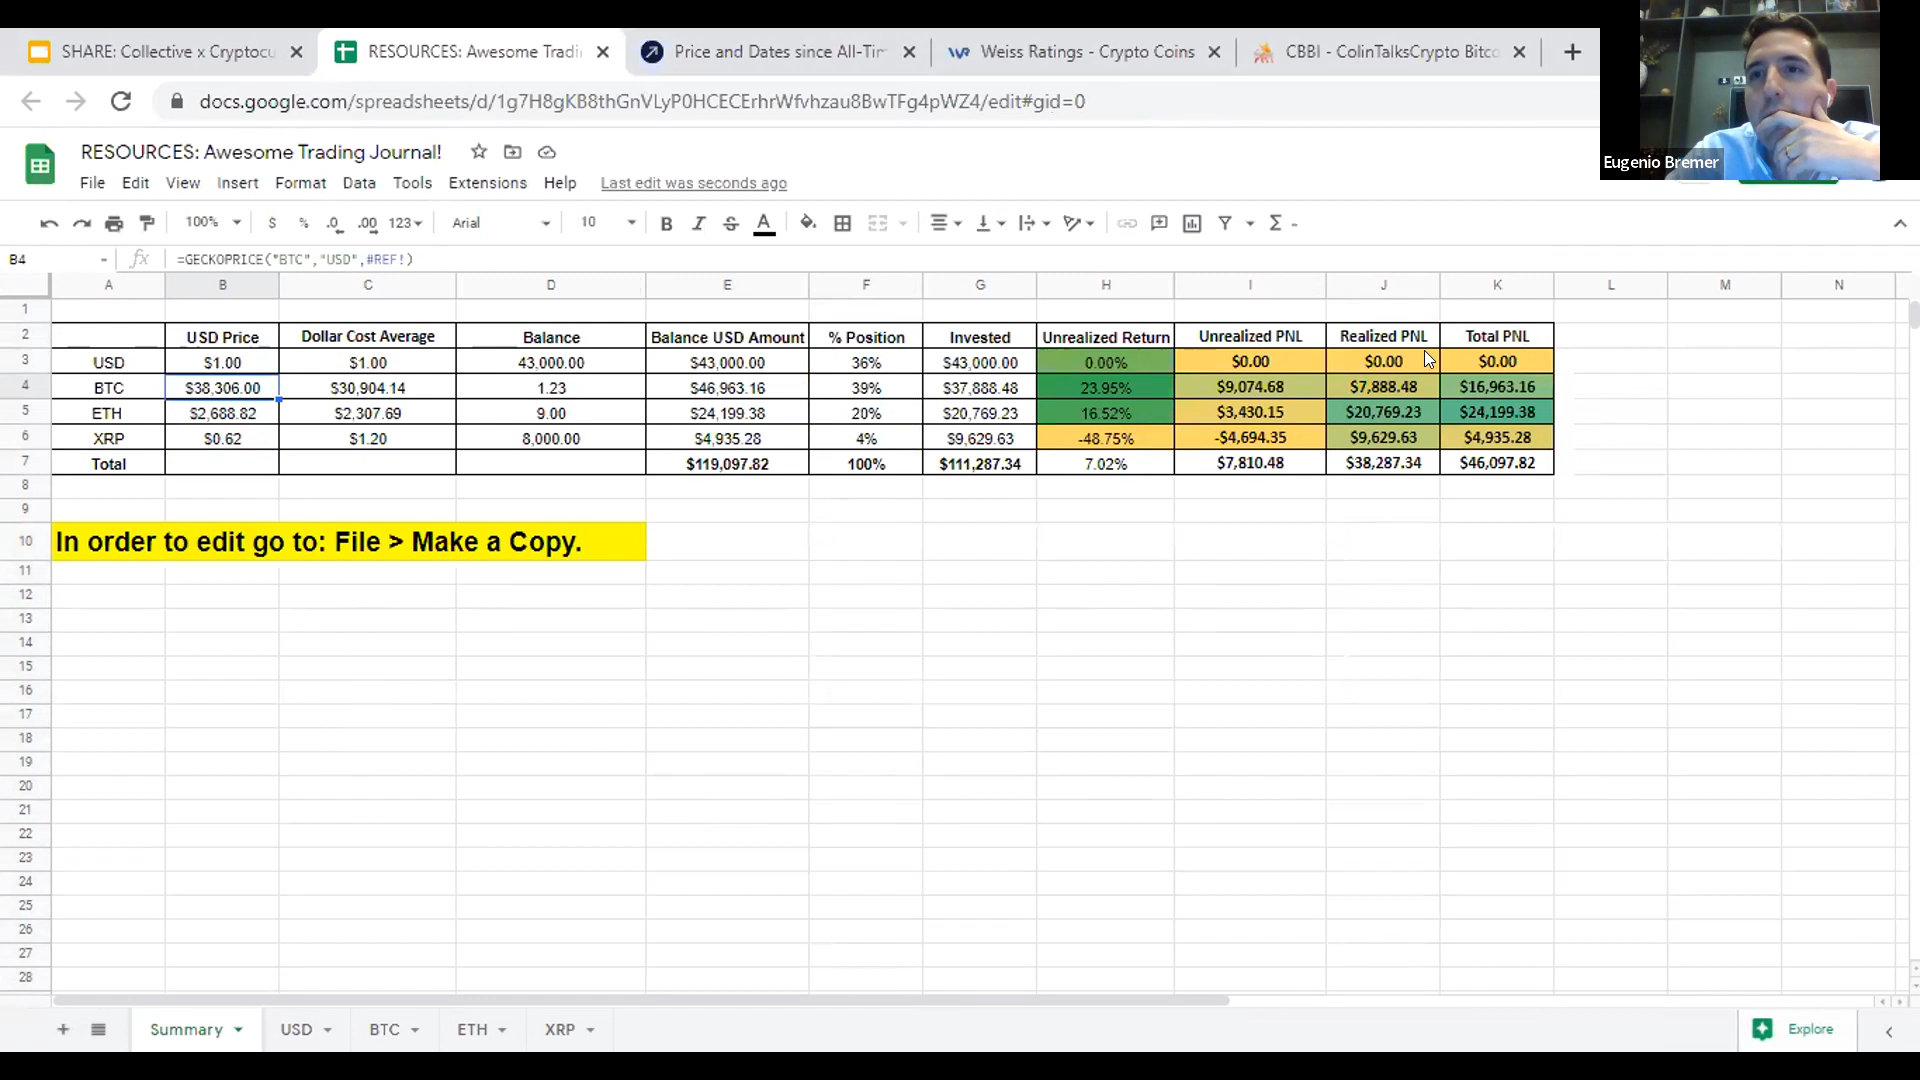 SHARE: Collective x Cryptocu
RESOURCES: Awesome Tradi
Price and Dates since All-Tim
Weiss Ratings - Crypto Coins
CBBI - ColinTalksCrypto Bitco
docs.google.com/spreadsheets/d/1g7H8gKB8thGnVLyP0HCECErhrWfvhzau8BwTFg4pWZ4/edit#gid=0
Eugenio Bremer
RESOURCES: Awesome Trading Journal!
File Edit View Insert Format Data Tools Extensions Help Last edit was seconds ago
100% $ % .0 .00 123 Arial 10 B I S A Σ
B4 fx =GECKOPRICE("BTC","USD",#REF!)
A B C D E F G H I J K L M N
1
2 USD Price Dollar Cost Average Balance Balance USD Amount % Position Invested Unrealized Return Unrealized PNL Realized PNL Total PNL
3 USD $1.00 $1.00 43,000.00 $43,000.00 36% $43,000.00 0.00% $0.00 $0.00 $0.00
4 BTC $38,306.00 $30,904.14 1.23 $46,963.16 39% $37,888.48 23.95% $9,074.68 $7,888.48 $16,963.16
5 ETH $2,688.82 $2,307.69 9.00 $24,199.38 20% $20,769.23 16.52% $3,430.15 $20,769.23 $24,199.38
6 XRP $0.62 $1.20 8,000.00 $4,935.28 4% $9,629.63 -48.75% -$4,694.35 $9,629.63 $4,935.28
7 Total $119,097.82 100% $111,287.34 7.02% $7,810.48 $38,287.34 $46,097.82
8
9
10 In order to edit go to: File > Make a Copy.
11
12
13
14
15
16
17
18
19
20
21
22
23
24
25
26
27
28
Summary USD BTC ETH XRP Explore